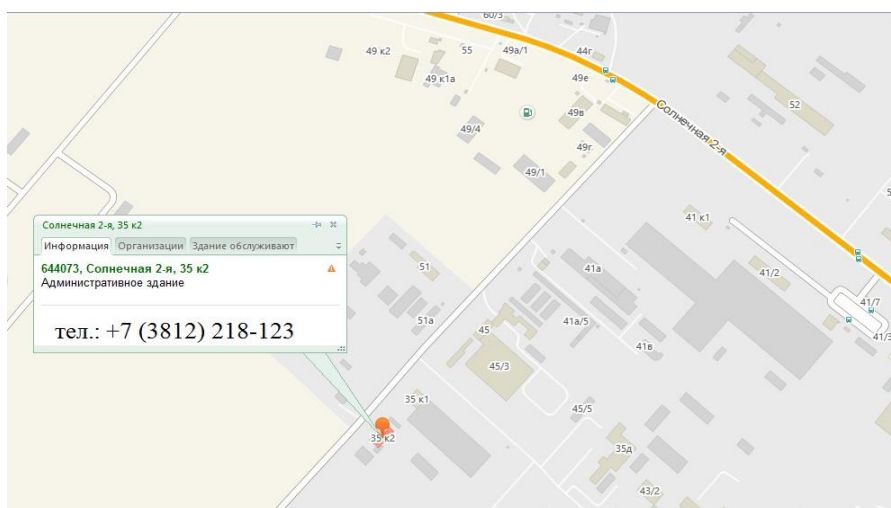 60/3
49 к2
55
49а/1
44г
49 к1а
49е
52
49/4
49в
Солнечная 2-я
49г
49/1
41 к1
Солнечная 2-я, 35 к2
Информация Организации Здание обслуживают
644073, Солнечная 2-я, 35 к2
Административное здание
тел.: +7 (3812) 218-123
51
41а
41/2
41/7
51а
45
41а/5
41/3
41в
45/3
35 к1
45/5
35 к2
35д
43/2